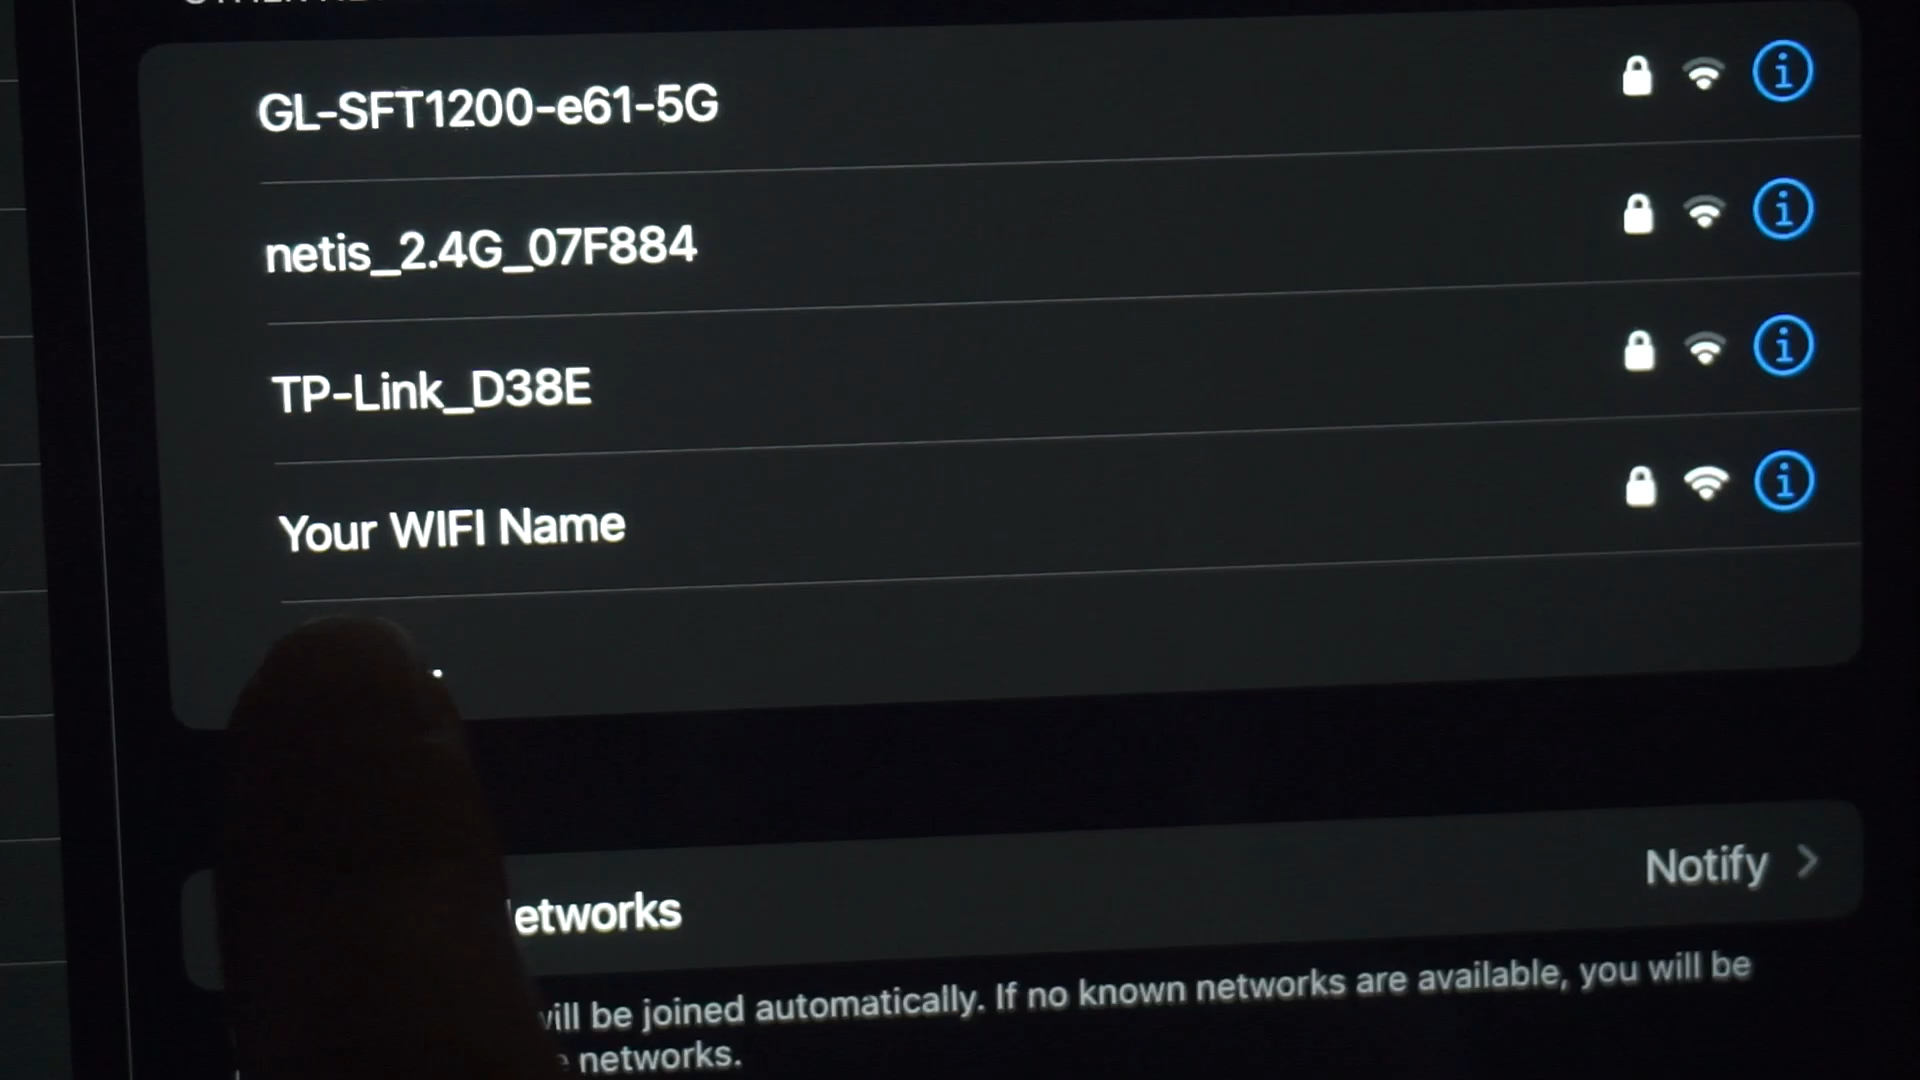 GL-SFT1200-e61-5G
netis_2.4G_07F884
TP-Link_D38E
Your WIFI Name
Notify
etworks
will be joined automatically. If no known networks are available, you will be
networks.